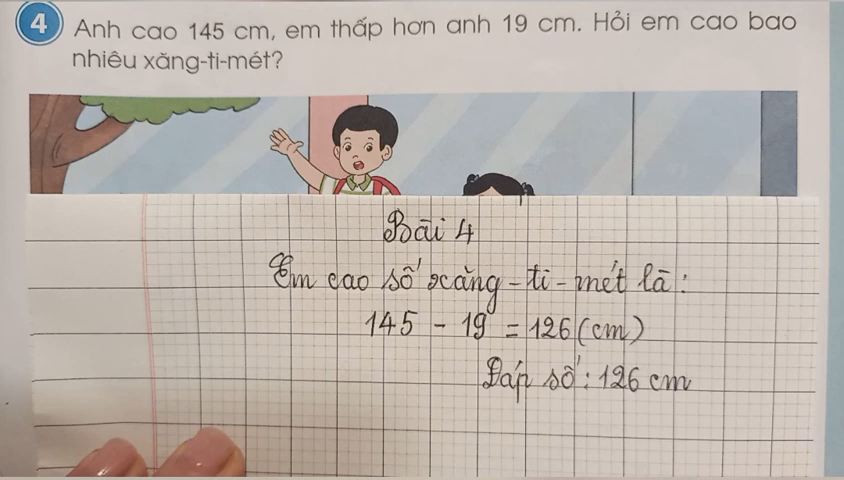 4 Anh cao 145 cm, em thấp hơn anh 19 cm. Hỏi em cao bao
nhiêu xăng-ti-mét?
Bài 4
Em cao số xăng-ti-mét là:
145 - 19 = 126 (cm)
Đáp số: 126 cm